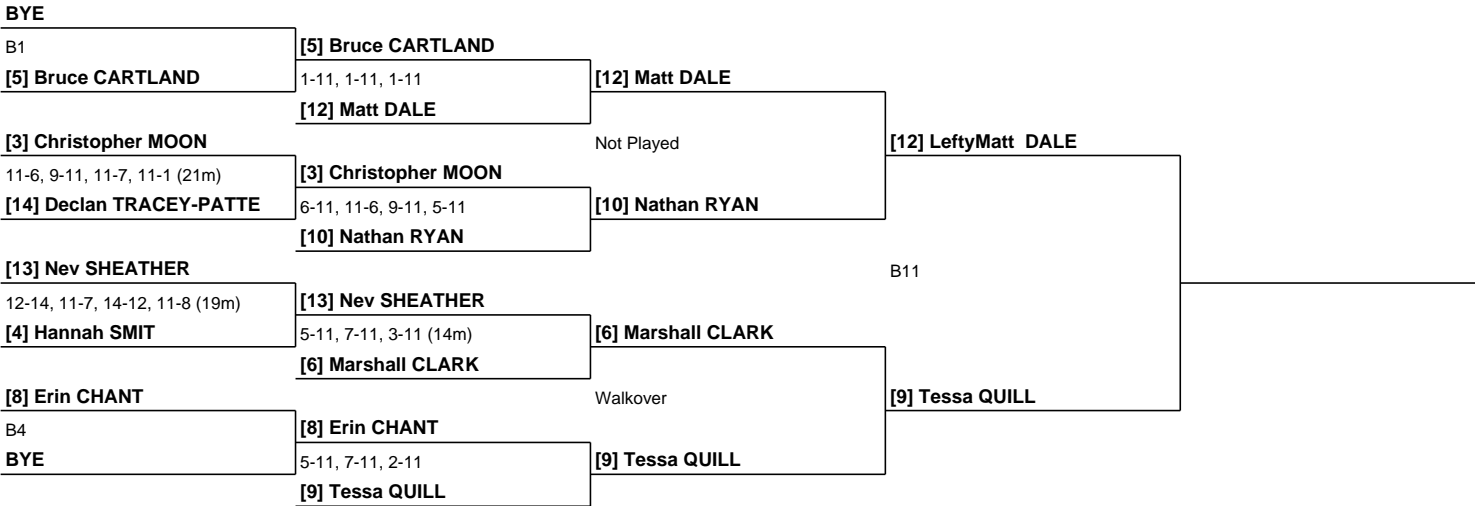 BYE
B1
[5] Bruce CARTLAND
[5] Bruce CARTLAND
1-11, 1-11, 1-11
[12] Matt DALE
[12] Matt DALE
[3] Christopher MOON
Not Played
[12] LeftyMatt  DALE
11-6, 9-11, 11-7, 11-1 (21m)
[3] Christopher MOON
[14] Declan TRACEY-PATTE
6-11, 11-6, 9-11, 5-11
[10] Nathan RYAN
[10] Nathan RYAN
[13] Nev SHEATHER
B11
12-14, 11-7, 14-12, 11-8 (19m)
[13] Nev SHEATHER
[4] Hannah SMIT
5-11, 7-11, 3-11 (14m)
[6] Marshall CLARK
[6] Marshall CLARK
[8] Erin CHANT
Walkover
[9] Tessa QUILL
B4
[8] Erin CHANT
BYE
5-11, 7-11, 2-11
[9] Tessa QUILL
[9] Tessa QUILL